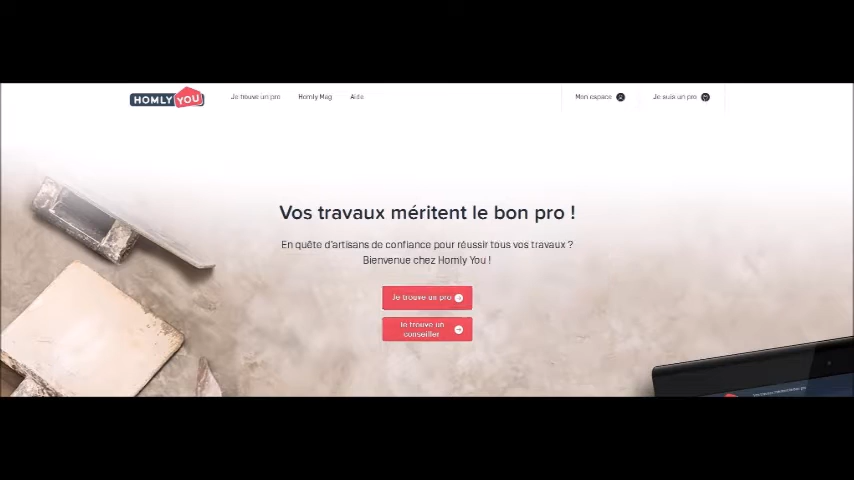 HOMLY YOU
Je trouve un pro
Homly Mag
Aide
Mon espace
Je suis un pro
Vos travaux méritent le bon pro !
En quête d'artisans de confiance pour réussir tous vos travaux ?
Bienvenue chez Homly You !
Je trouve un pro
Je trouve un
conseiller